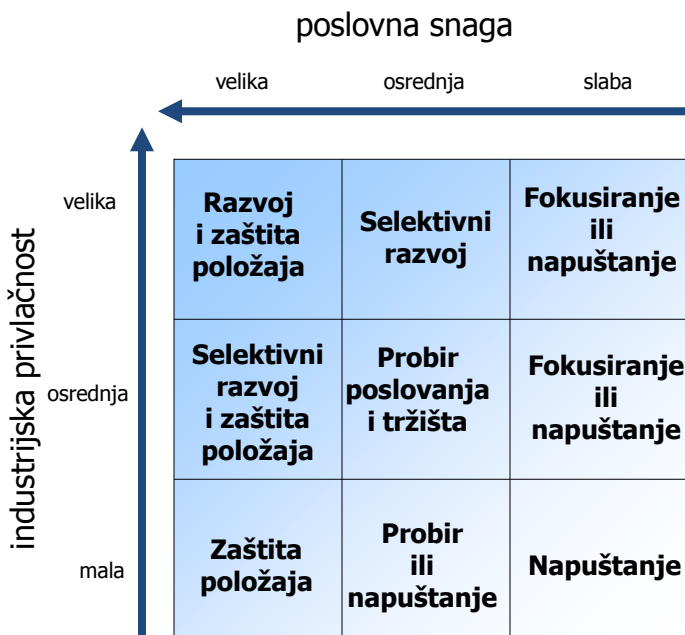 poslovna snaga
velika
osrednja
slaba
industrijska privlačnost
velika
Razvoj
i zaštita
položaja
Selektivni
razvoj
Fokusiranje
ili
napuštanje
osrednja
Selektivni
razvoj
i zaštita
položaja
Probir
poslovanja
i tržišta
Fokusiranje
ili
napuštanje
mala
Zaštita
položaja
Probir
ili
napuštanje
Napuštanje